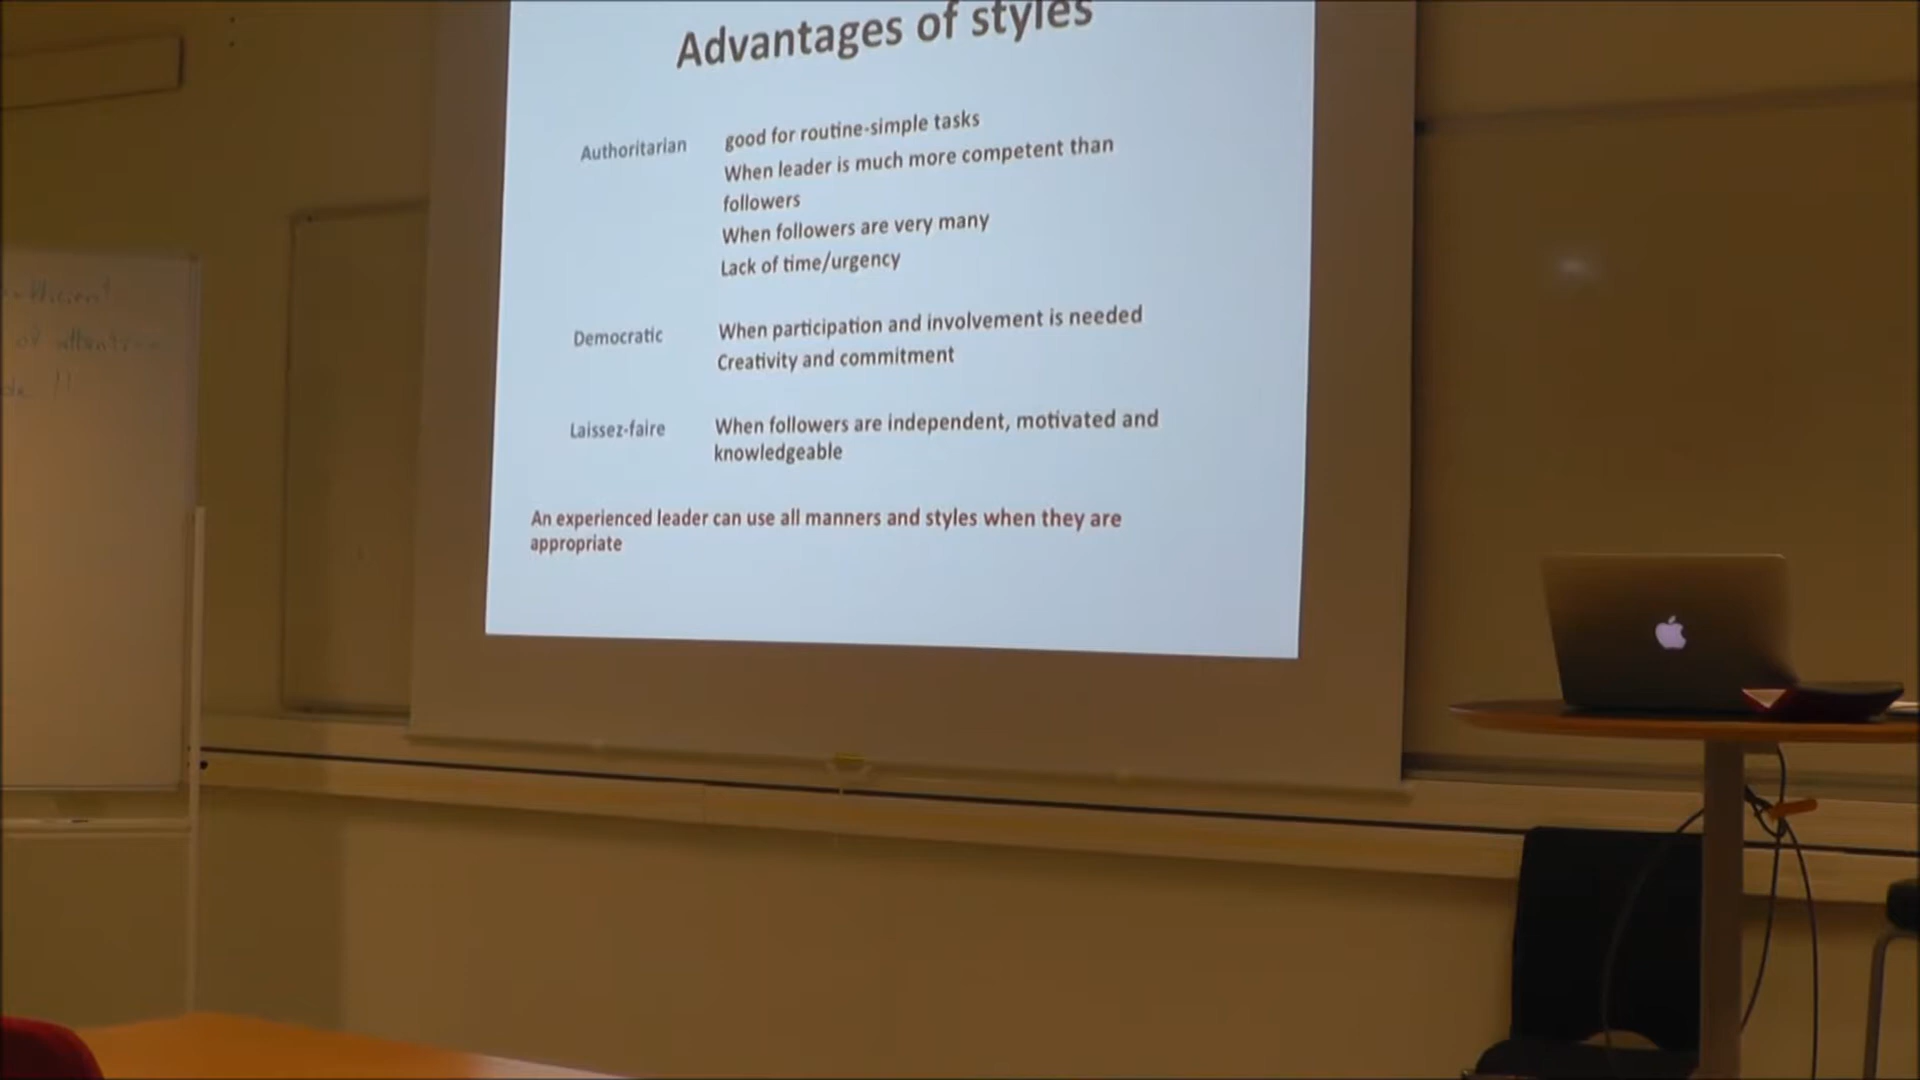 Advantages of styles
Authoritarian good for routine-simple tasks
When leader is much more competent than
followers
When followers are very many
Lack of time/urgency
Democratic When participation and involvement is needed
Creativity and commitment
Laissez-faire When followers are independent, motivated and
knowledgeable
An experienced leader can use all manners and styles when they are
appropriate